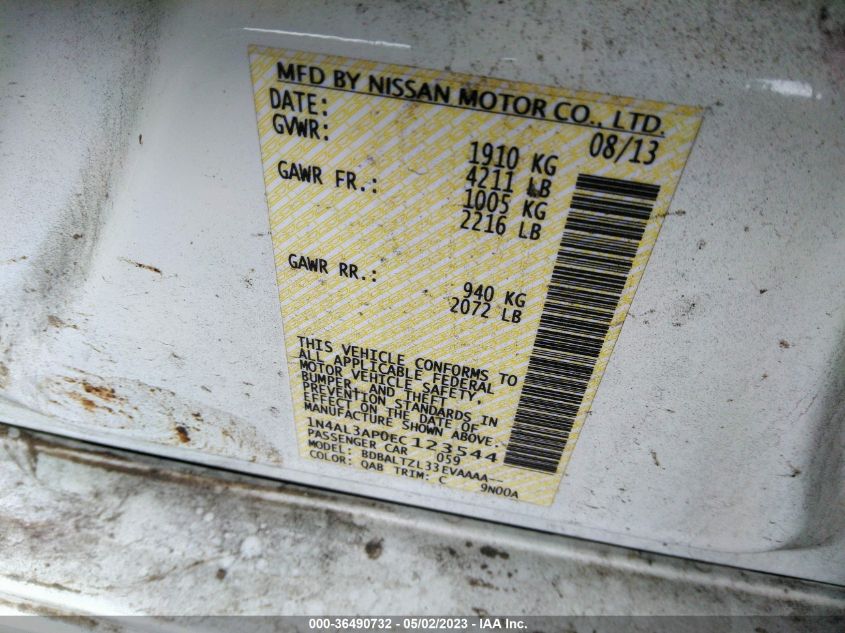 MFD BY NISSAN MOTOR CO., LTD.
DATE: 08/13
GVWR: 1910 KG
4211 LB
GAWR FR.: 1005 KG
2216 LB
GAWR RR.: 940 KG
2072 LB
THIS VEHICLE CONFORMS TO
ALL APPLICABLE FEDERAL
MOTOR VEHICLE SAFETY,
BUMPER, AND THEFT
PREVENTION STANDARDS IN
EFFECT ON THE DATE OF
MANUFACTURE SHOWN ABOVE.
1N4AL3AP0EC123544
PASSENGER CAR 059
MODEL: BDBALTZL33EVAAAA--
COLOR: QAB TRIM: C 9N00A
000-36490732 - 05/02/2023 - IAA Inc.